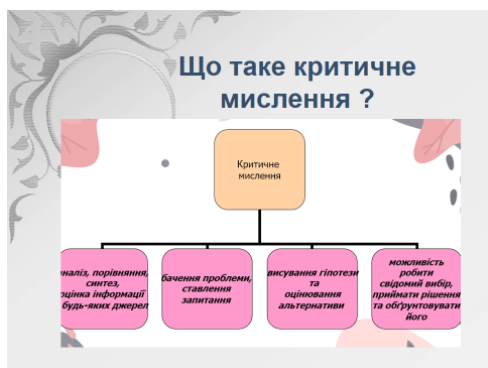 Що таке критичне
мислення ?
Критичне
мислення
наліз, порівняння,
синтез,
оцінка інформації
будь-яких джерел
бачення проблеми,
ставлення
запитання
висування гіпотези
та
оцінювання
альтернативи
можливість
робити
свідомий вибір,
приймати рішення
та обґрунтовувати
його